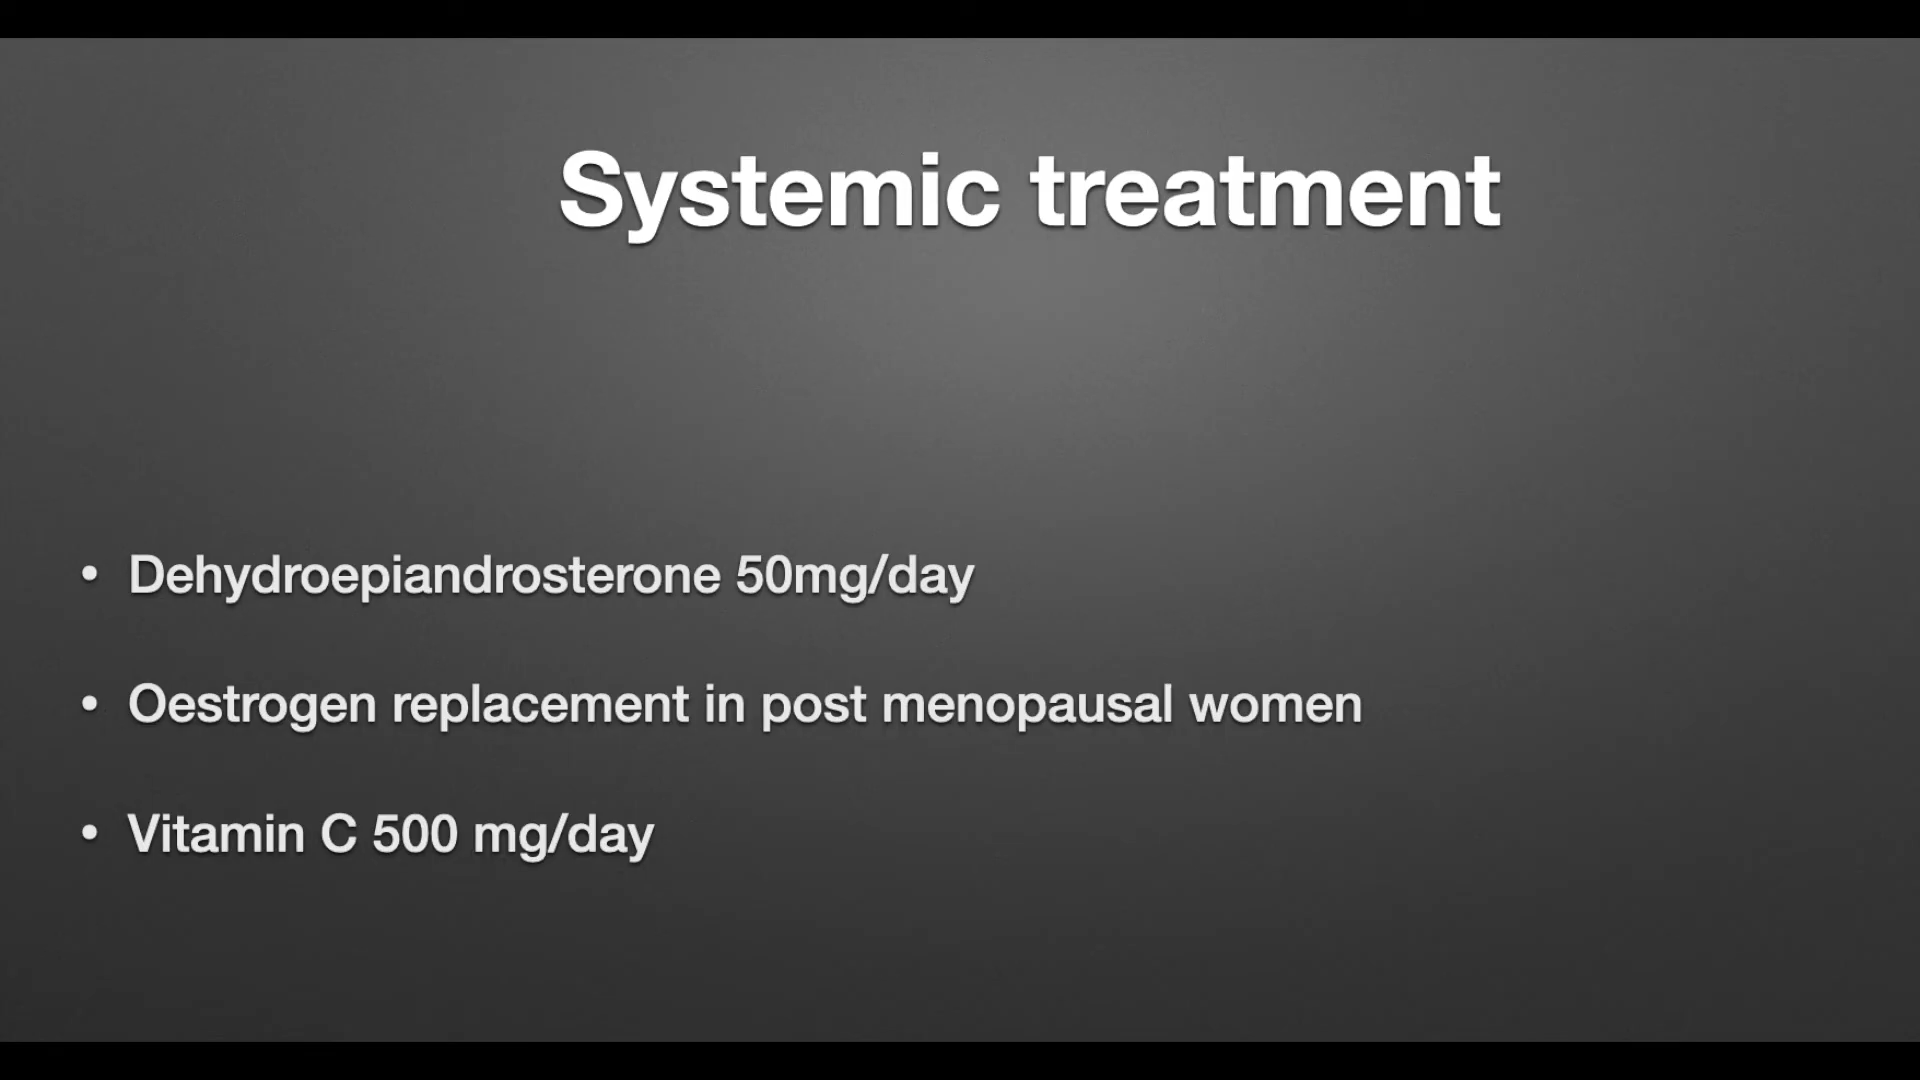 Systemic treatment
• Dehydroepiandrosterone 50mg/day
• Oestrogen replacement in post menopausal women
• Vitamin C 500 mg/day